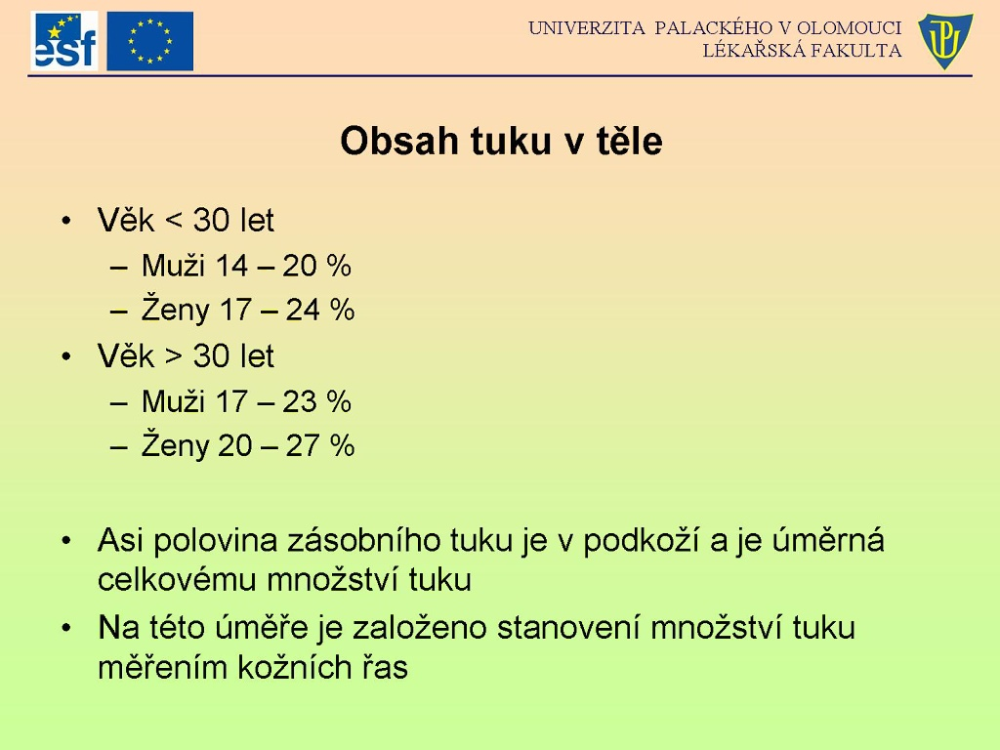 esf
UNIVERZITA PALACKÉHO V OLOMOUCI
LÉKAŘSKÁ FAKULTA
Obsah tuku v těle
• Věk < 30 let
– Muži 14 – 20 %
– Ženy 17 – 24 %
• Věk > 30 let
– Muži 17 – 23 %
– Ženy 20 – 27 %
• Asi polovina zásobního tuku je v podkoží a je úměrná
celkovému množství tuku
• Na této úměře je založeno stanovení množství tuku
měřením kožních řas